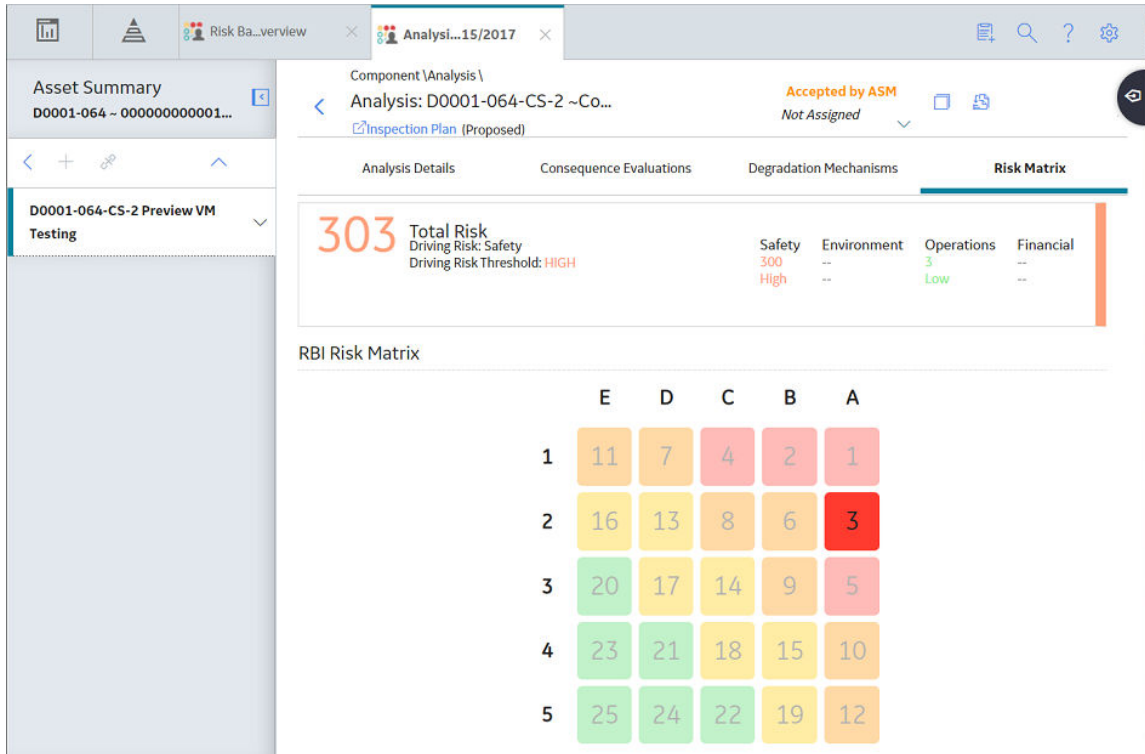 Risk Ba...verview
Analysi...15/2017
?
Asset Summary
D0001-064 ~ 000000000001...
D0001-064-CS-2 Preview VM
Testing
Component \Analysis \
Analysis: D0001-064-CS-2 ~Co...
Inspection Plan (Proposed)
Accepted by ASM
Not Assigned
Analysis Details Consequence Evaluations Degradation Mechanisms Risk Matrix
303
Total Risk
Driving Risk: Safety
Driving Risk Threshold: HIGH
Safety Environment Operations Financial
300 -- 3 --
High -- Low --
RBI Risk Matrix
E D C B A
1 11 7 4 2 1
2 16 13 8 6 3
3 20 17 14 9 5
4 23 21 18 15 10
5 25 24 22 19 12